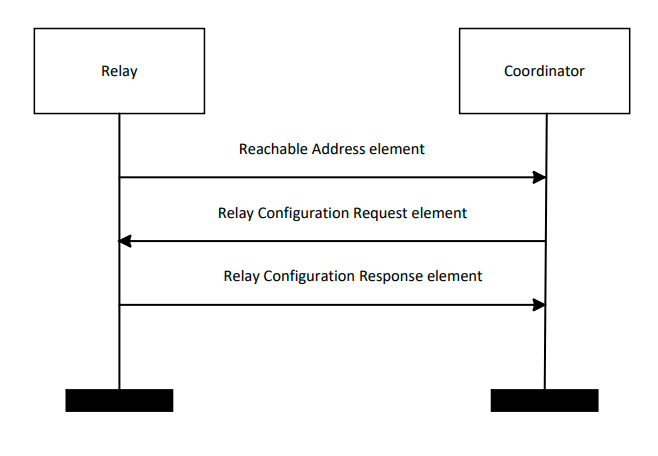 Relay
Coordinator
Reachable Address element
Relay Configuration Request element
Relay Configuration Response element